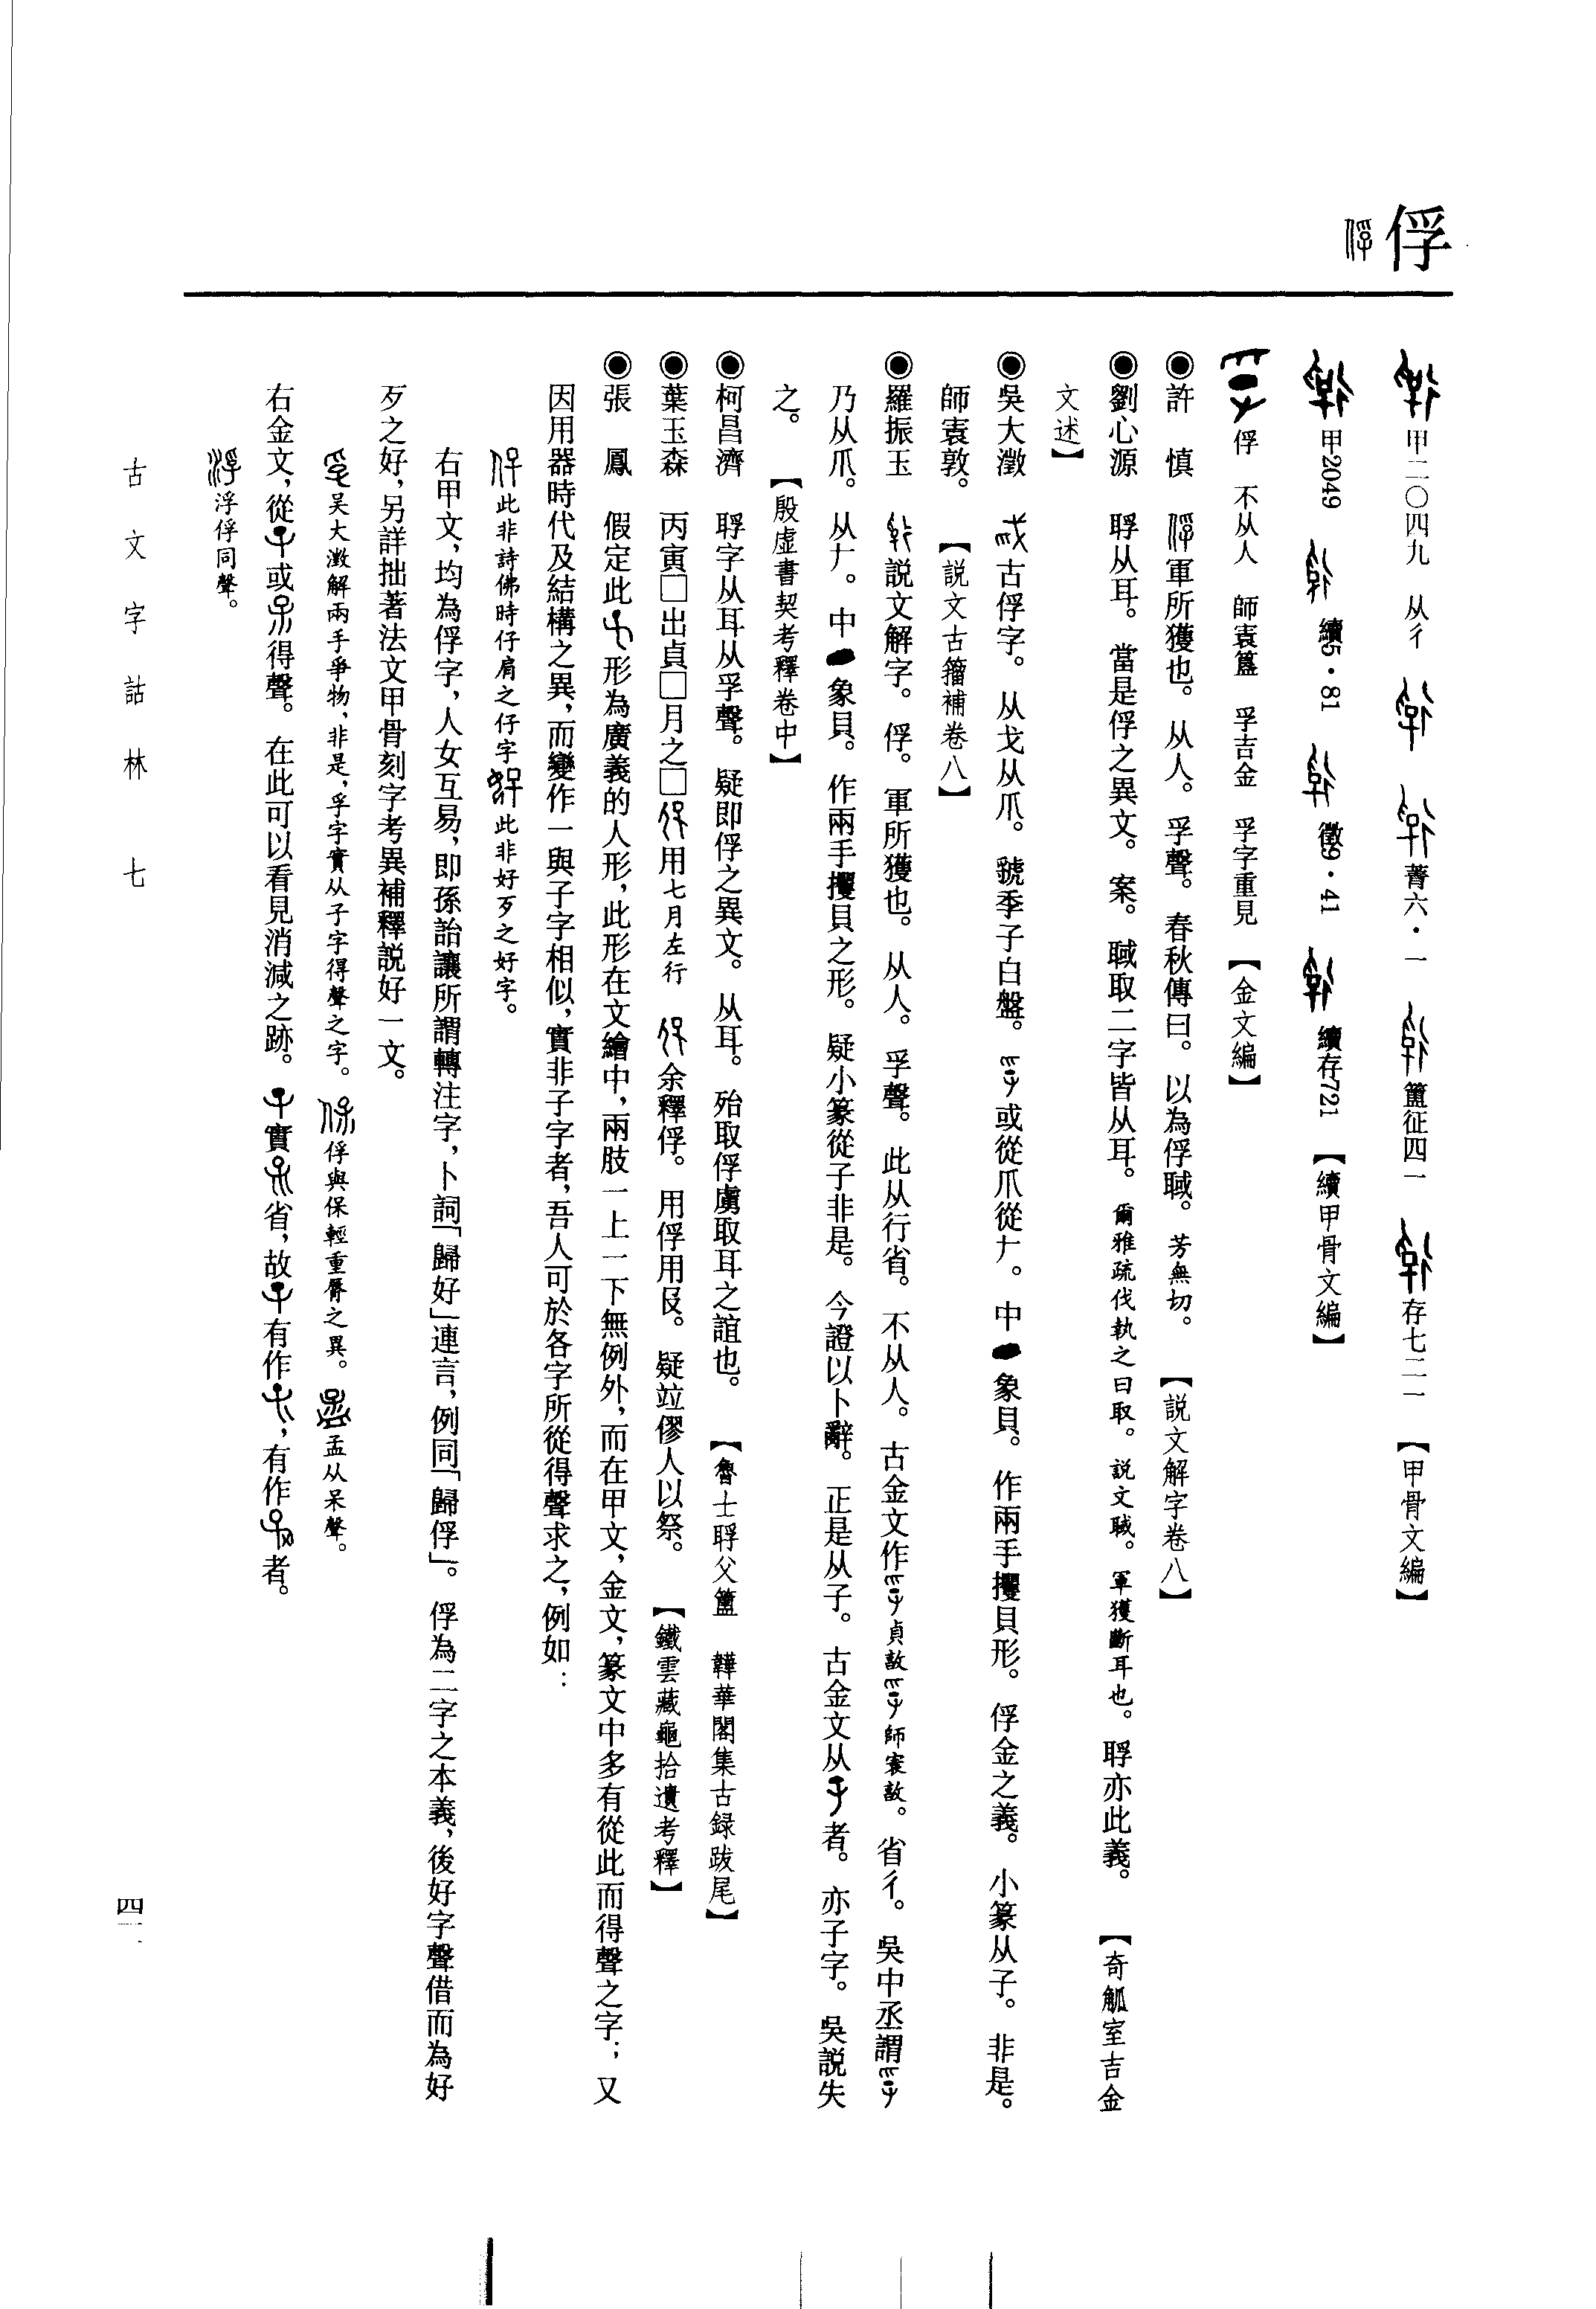 俘
甲二〇四九　从彳　菁六・一　簠征四一　存七二一　【甲骨文編】
甲2049　續5・81　徵9・41　續存721　【續甲骨文編】
俘　不从人　師㝨簋　孚吉金　孚字重見　【金文編】
◉許　慎　軍所獲也。从人。孚聲。春秋傳曰。以為俘聝。芳無切。　【説文解字卷八】
◉劉心源　䎽从耳。當是俘之異文。案。聝取二字皆从耳。爾雅疏伐執之曰取。説文聝。軍獲斷耳也。䎽亦此義。　【奇觚室吉金
文述】
◉吳大澂　古俘字。从戈从爪。虢季子白盤。或從爪從𠂇。中象貝。作兩手攫貝形。俘金之義。小篆从子。非是。
師㝨敦。　【説文古籀補卷八】
◉羅振玉　説文解字。俘。軍所獲也。从人。孚聲。此从行省。不从人。古金文作貞𣪘師㝨𣪘。省彳。吳中丞謂
乃从爪。从𠂇。中象貝。作兩手攫貝之形。疑小篆從子非是。今證以卜辭。正是从子。古金文从者。亦子字。吳説失
之。　【殷虛書契考釋卷中】
◉柯昌濟　䎽字从耳从孚聲。疑即俘之異文。从耳。殆取俘虜取耳之誼也。　【魯士䎽父簠　韡華閣集古録跋尾】
◉葉玉森　丙寅□出貞□月之□用七月左行　余釋俘。用俘用𠬝。疑竝僇人以祭。　【鐵雲藏龜拾遺考釋】
◉張　鳳　假定此形為廣義的人形，此形在文繪中，兩肢一上一下無例外，而在甲文，金文，篆文中多有從此而得聲之字；又
因用器時代及結構之異，而變作一與子字相似，實非子字者，吾人可於各字所從得聲求之，例如：
此非詩佛時仔肩之仔字　此非好歹之好字。
右甲文，均為俘字，人女互易，即孫詒讓所謂轉注字，卜詞「歸好」連言，例同「歸俘」。俘為二字之本義，後好字聲借而為好
歹之好，另詳拙著法文甲骨刻字考異補釋説好一文。
吴大澂解兩手爭物，非是，孚字實从子字得聲之字。　俘與保輕重脣之異。　孟从呆聲。
右金文，從或得聲。在此可以看見消減之跡。實省，故有作，有作者。
浮俘同聲。
古文字詁林　七